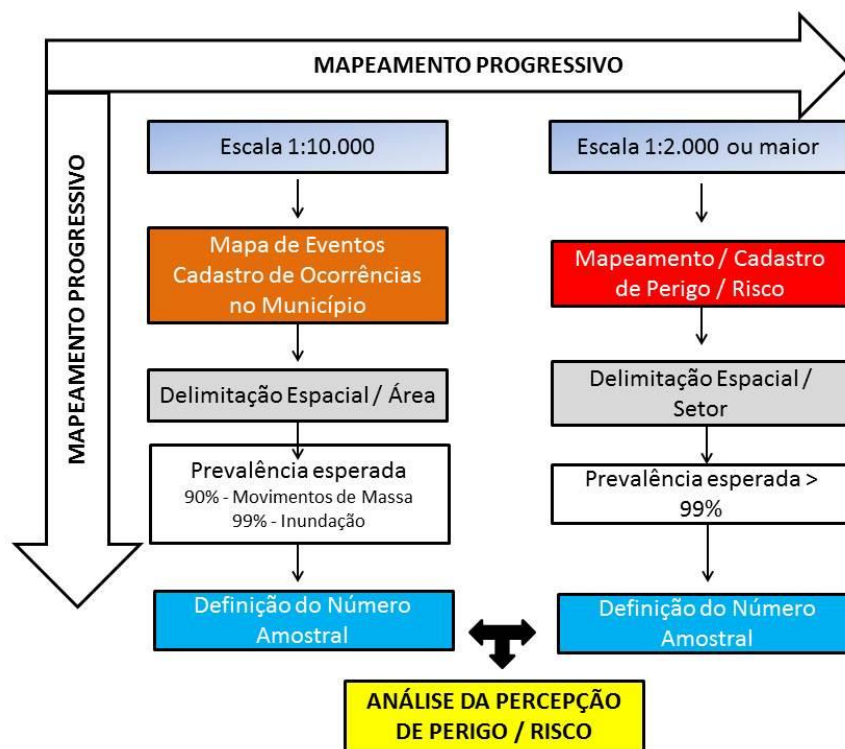 MAPEAMENTO PROGRESSIVO
MAPEAMENTO PROGRESSIVO
Escala 1:10.000
Mapa de Eventos
Cadastro de Ocorrências
no Município
Delimitação Espacial / Área
Prevalência esperada
90% - Movimentos de Massa
99% - Inundação
Definição do Número
Amostral
Escala 1:2.000 ou maior
Mapeamento / Cadastro
de Perigo / Risco
Delimitação Espacial /
Setor
Prevalência esperada >
99%
Definição do Número
Amostral
ANÁLISE DA PERCEPÇÃO
DE PERIGO / RISCO